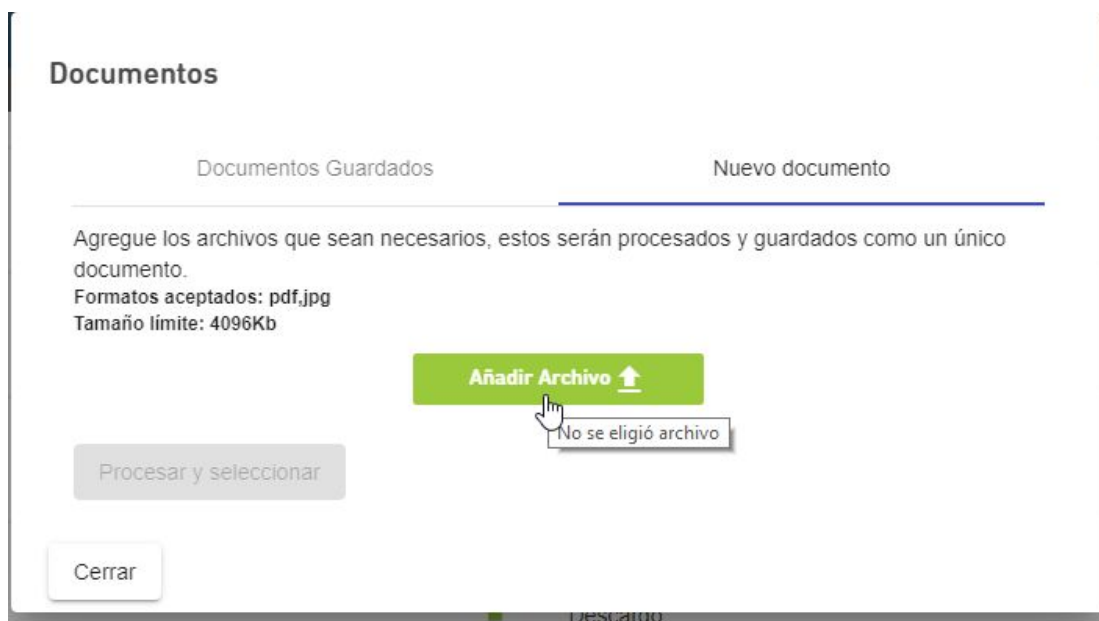 Documentos
Documentos Guardados
Nuevo documento
Agregue los archivos que sean necesarios, estos serán procesados y guardados como un único
documento.
Formatos aceptados: pdf,jpg
Tamaño límite: 4096Kb
Añadir Archivo
No se eligió archivo
Procesar y seleccionar
Cerrar
Descargo